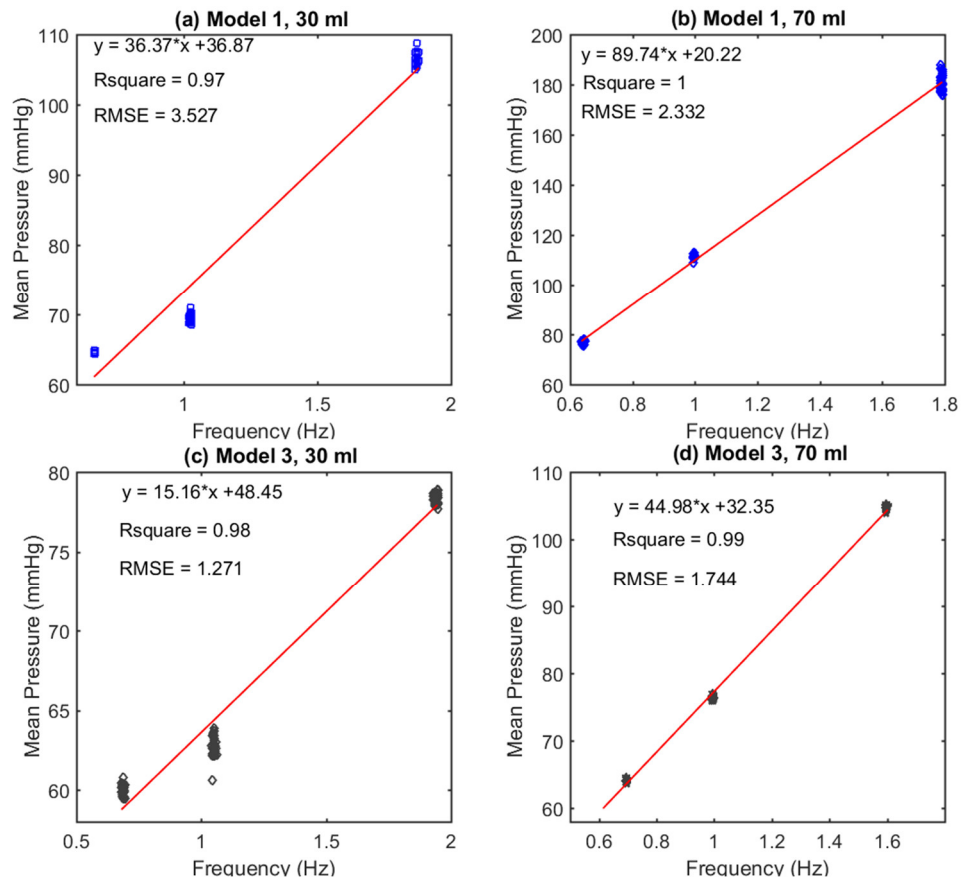 (a) Model 1, 30 ml
y = 36.37*x +36.87
Rsquare = 0.97
RMSE = 3.527
Mean Pressure (mmHg)
110
100
90
80
70
60
1
1.5
2
Frequency (Hz)
(b) Model 1, 70 ml
y = 89.74*x +20.22
Rsquare = 1
RMSE = 2.332
Mean Pressure (mmHg)
200
180
160
140
120
100
80
60
0.6
0.8
1
1.2
1.4
1.6
1.8
Frequency (Hz)
(c) Model 3, 30 ml
y = 15.16*x +48.45
Rsquare = 0.98
RMSE = 1.271
Mean Pressure (mmHg)
80
75
70
65
60
0.5
1
1.5
2
Frequency (Hz)
(d) Model 3, 70 ml
y = 44.98*x +32.35
Rsquare = 0.99
RMSE = 1.744
Mean Pressure (mmHg)
110
100
90
80
70
60
0.6
0.8
1
1.2
1.4
1.6
Frequency (Hz)